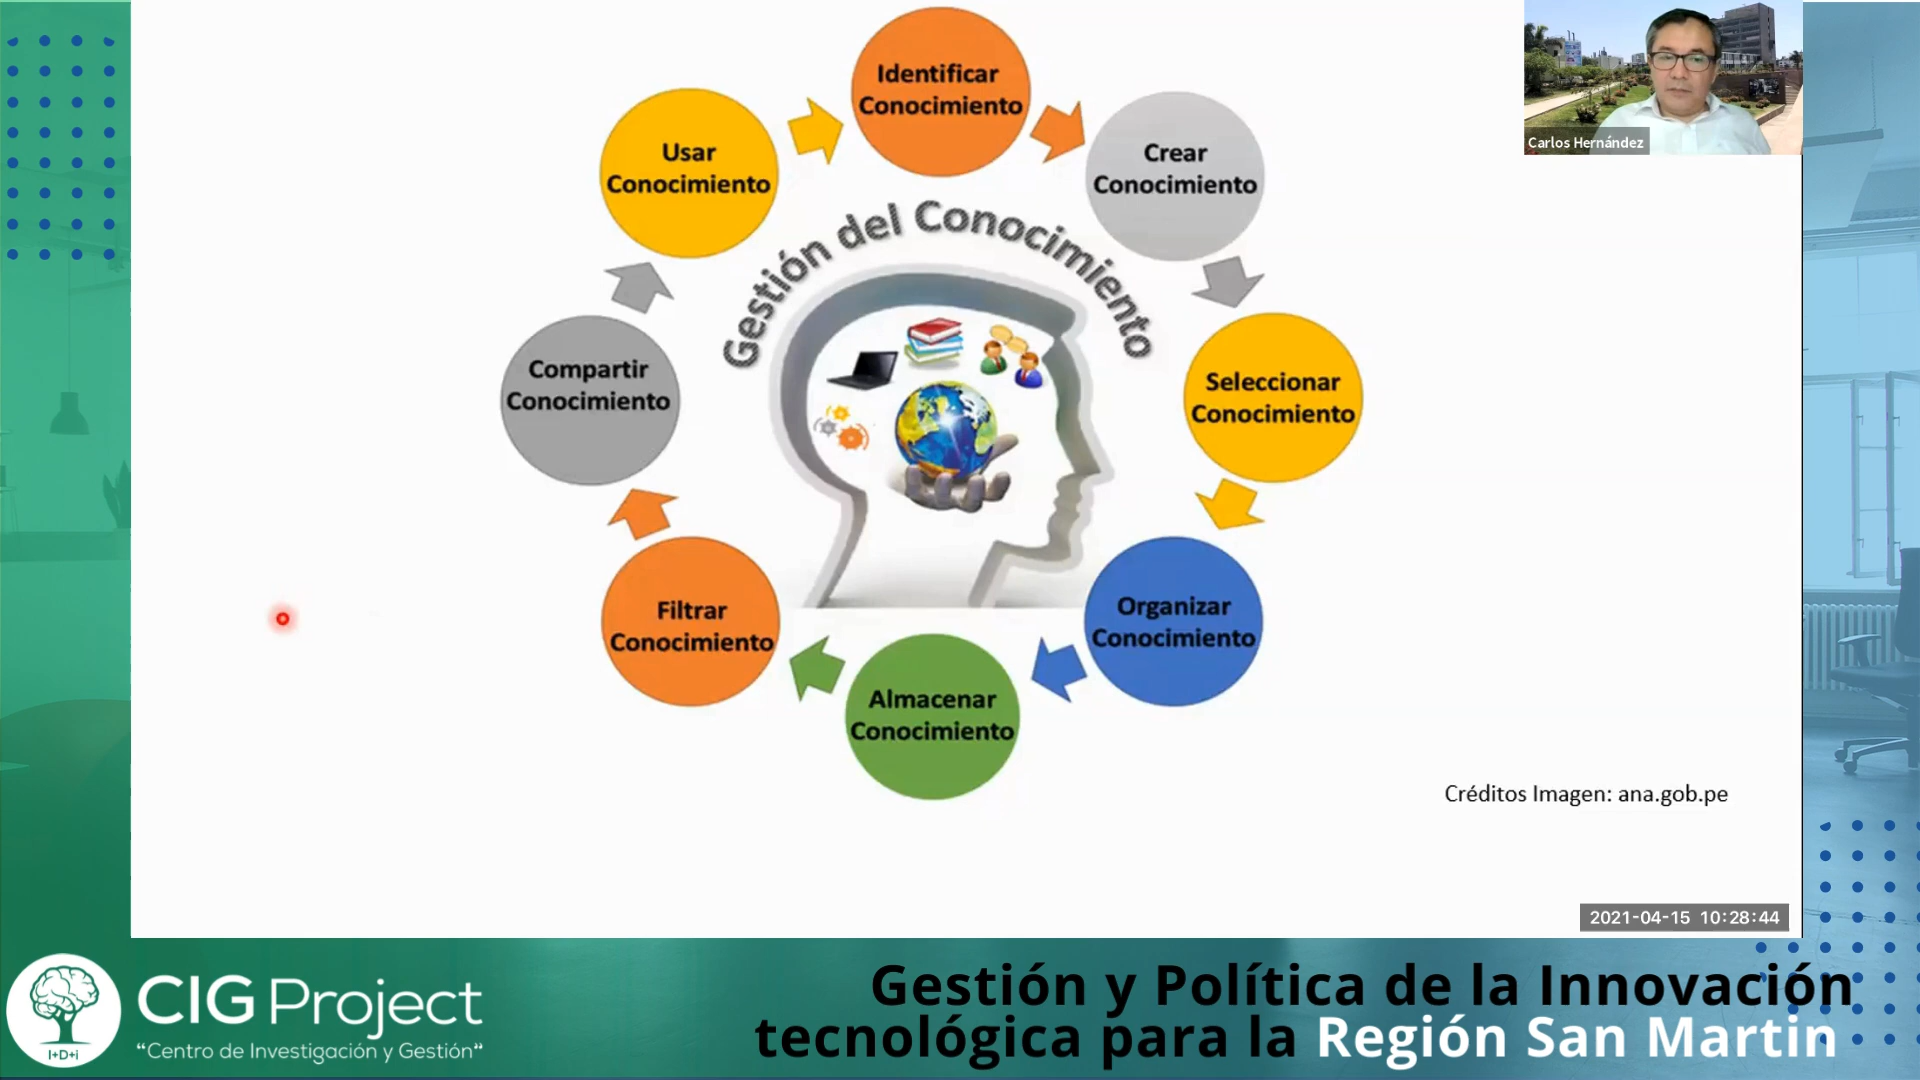 Identificar
Conocimiento
Crear
Conocimiento
Seleccionar
Conocimiento
Organizar
Conocimiento
Almacenar
Conocimiento
Filtrar
Conocimiento
Compartir
Conocimiento
Usar
Conocimiento
Gestión del Conocimiento
Carlos Hernández
Créditos Imagen: ana.gob.pe
2021-04-15 10:28:44
I+D+i
CIG Project
“Centro de Investigación y Gestión“
Gestión y Política de la Innovación
tecnológica para la Región San Martin